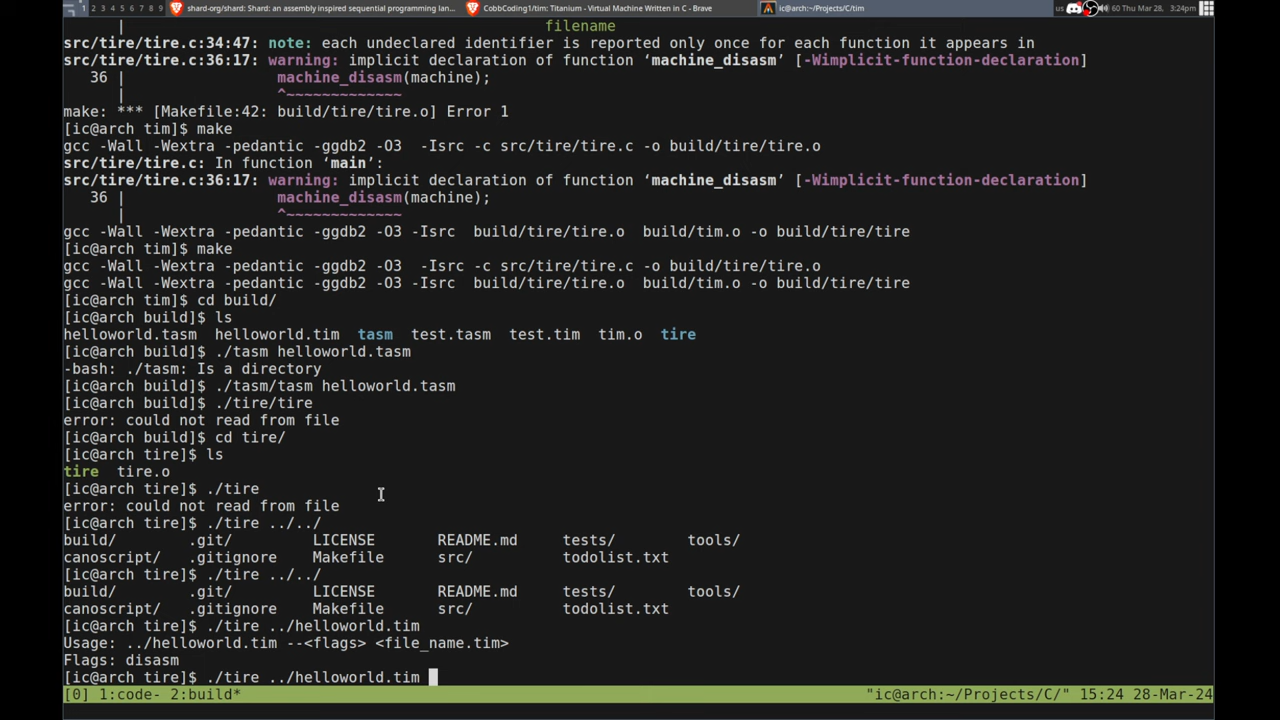 1 2 3 4 5 6 7 8 9 shard-org/shard: Shard: an assembly inspired sequential programming lan... CobbCoding1/tim: Titanium - Virtual Machine Written in C - Brave ic@arch:~/Projects/C/tim us 60 Thu Mar 28, 3:24pm
| filename
src/tire/tire.c:34:47: note: each undeclared identifier is reported only once for each function it appears in
src/tire/tire.c:36:17: warning: implicit declaration of function ‘machine_disasm’ [-Wimplicit-function-declaration]
36 | machine_disasm(machine);
| ^~~~~~~~~~~~~~
make: *** [Makefile:42: build/tire/tire.o] Error 1
[ic@arch tim]$ make
gcc -Wall -Wextra -pedantic -ggdb2 -O3 -Isrc -c src/tire/tire.c -o build/tire/tire.o
src/tire/tire.c: In function ‘main’:
src/tire/tire.c:36:17: warning: implicit declaration of function ‘machine_disasm’ [-Wimplicit-function-declaration]
36 | machine_disasm(machine);
| ^~~~~~~~~~~~~~
gcc -Wall -Wextra -pedantic -ggdb2 -O3 -Isrc build/tire/tire.o build/tim.o -o build/tire/tire
[ic@arch tim]$ make
gcc -Wall -Wextra -pedantic -ggdb2 -O3 -Isrc -c src/tire/tire.c -o build/tire/tire.o
gcc -Wall -Wextra -pedantic -ggdb2 -O3 -Isrc build/tire/tire.o build/tim.o -o build/tire/tire
[ic@arch tim]$ cd build/
[ic@arch build]$ ls
helloworld.tasm helloworld.tim tasm test.tasm test.tim tim.o tire
[ic@arch build]$ ./tasm helloworld.tasm
-bash: ./tasm: Is a directory
[ic@arch build]$ ./tasm/tasm helloworld.tasm
[ic@arch build]$ ./tire/tire
error: could not read from file
[ic@arch build]$ cd tire/
[ic@arch tire]$ ls
tire tire.o
[ic@arch tire]$ ./tire
error: could not read from file
[ic@arch tire]$ ./tire ../../
build/ .git/ LICENSE README.md tests/ tools/
canoscript/ .gitignore Makefile src/ todolist.txt
[ic@arch tire]$ ./tire ../../
build/ .git/ LICENSE README.md tests/ tools/
canoscript/ .gitignore Makefile src/ todolist.txt
[ic@arch tire]$ ./tire ../helloworld.tim
Usage: ../helloworld.tim --<flags> <file_name.tim>
Flags: disasm
[ic@arch tire]$ ./tire ../helloworld.tim
[0] 1:code- 2:build* "ic@arch:~/Projects/C/" 15:24 28-Mar-24